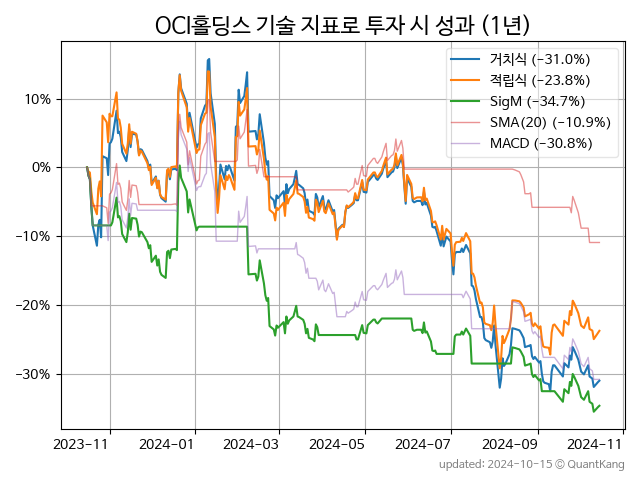 OCI홀딩스 기술 지표로 투자 시 성과 (1년)
거치식 (−31.0%)
적립식 (−23.8%)
SigM (−34.7%)
SMA(20) (−10.9%)
MACD (−30.8%)
10%
0%
−10%
−20%
−30%
2023-11 2024-01 2024-03 2024-05 2024-07 2024-09 2024-11
updated: 2024-10-15 © QuantKang